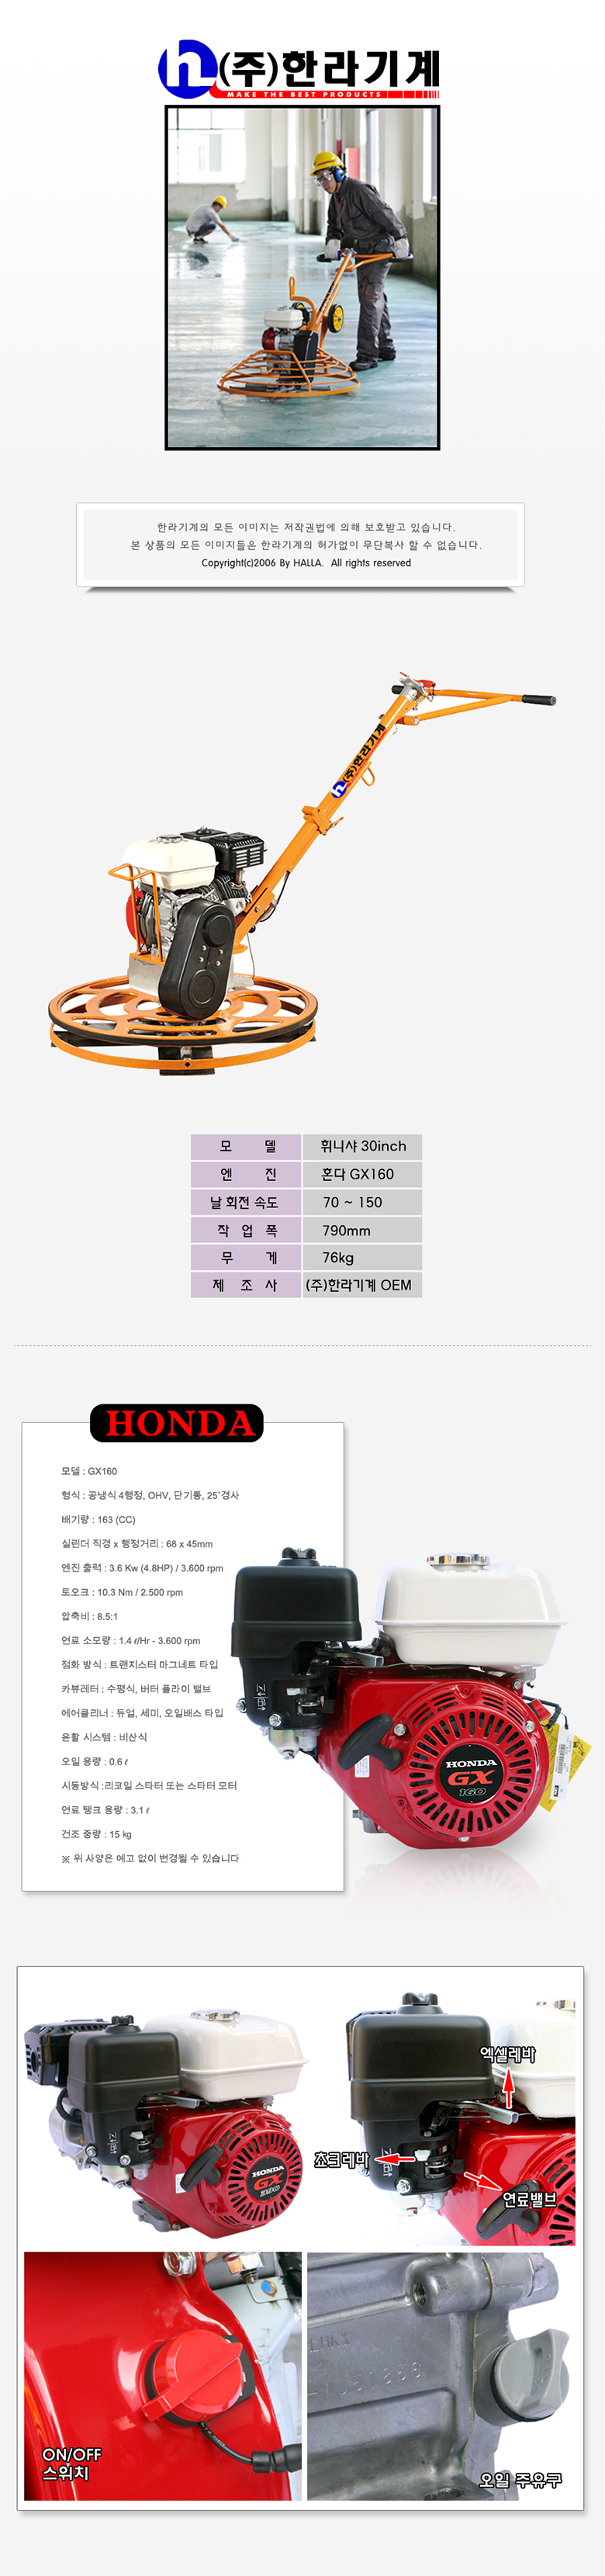 (주)한라기계
MAKE THE BEST PRODUCTS
한라기계의 모든 이미지는 저작권법에 의해 보호받고 있습니다.
본 상품의 모든 이미지들은 한라기계의 허가없이 무단복사 할 수 없습니다.
Copyright(c)2006 By HALLA. All rights reserved
(주)한라기계
모 델 휘니샤 30inch
엔 진 혼다 GX160
날 회전 속도 70 ~ 150
작 업 폭 790mm
무 게 76kg
제 조 사 (주)한라기계 OEM
HONDA
모델 : GX160
형식 : 공냉식 4행정, OHV, 단기통, 25˚경사
배기량 : 163 (CC)
실린더 직경 x 행정거리 : 68 x 45mm
엔진 출력 : 3.6 Kw (4.8HP) / 3.600 rpm
토오크 : 10.3 Nm / 2.500 rpm
압축비 : 8.5:1
연료 소모량 : 1.4 ℓ/Hr - 3.600 rpm
점화 방식 : 트랜지스터 마그네트 타입
카뷰레터 : 수평식, 버터 플라이 밸브
에어클리너 : 듀얼, 세미, 오일배스 타입
윤활 시스템 : 비산식
오일 용량 : 0.6 ℓ
시동방식 :리코일 스타터 또는 스타터 모터
연료 탱크 용량 : 3.1 ℓ
건조 중량 : 15 kg
※ 위 사양은 예고 없이 변경될 수 있습니다
HONDA
GX
160
HONDA
GX
엑셀레바
초크레바
연료밸브
ON/OFF
스위치
오일 주유구